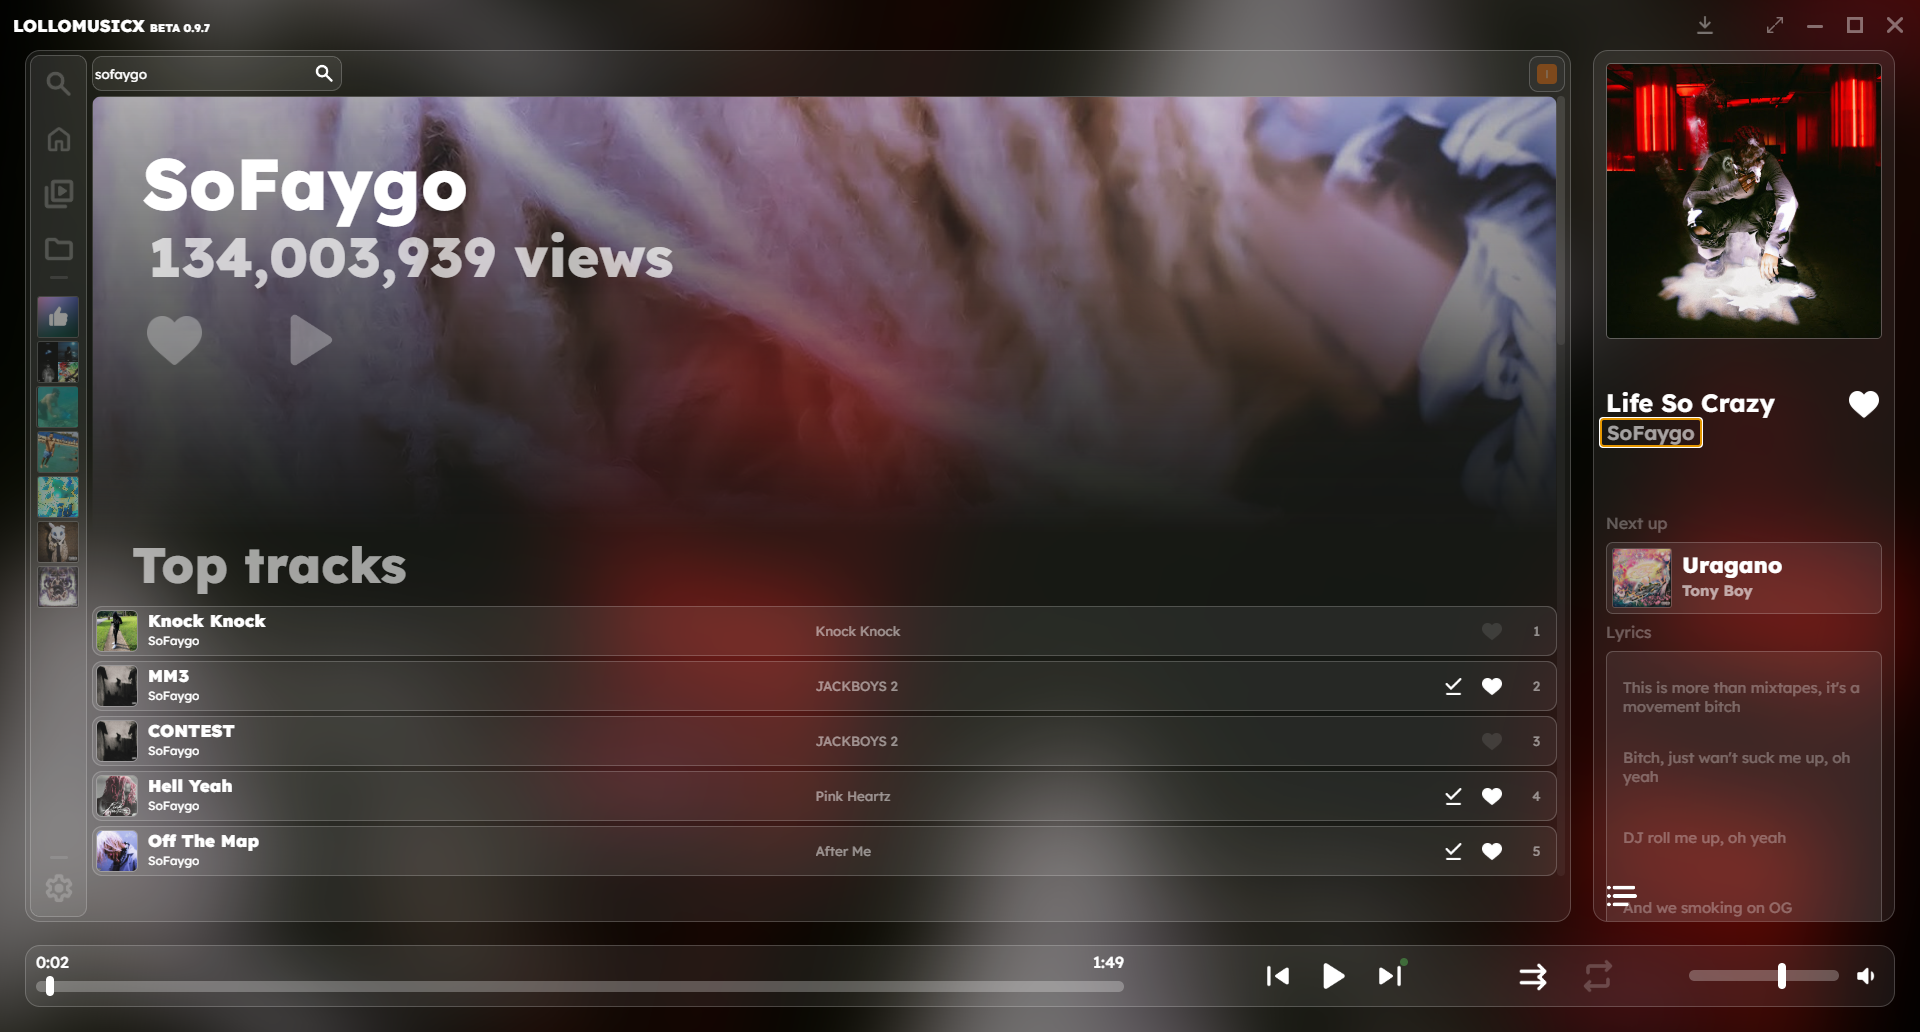 LOLLOMUSICX BETA 0.9.7
sofaygo
SoFaygo
134,003,939 views
Top tracks
Knock Knock
SoFaygo
Knock Knock
1
MM3
SoFaygo
JACKBOYS 2
2
CONTEST
SoFaygo
JACKBOYS 2
3
Hell Yeah
SoFaygo
Pink Heartz
4
Off The Map
SoFaygo
After Me
5
Life So Crazy
SoFaygo
Next up
Uragano
Tony Boy
Lyrics
This is more than mixtapes, it's a
movement bitch
Bitch, just wan't suck me up, oh
yeah
DJ roll me up, oh yeah
And we smoking on OG
0:02
1:49